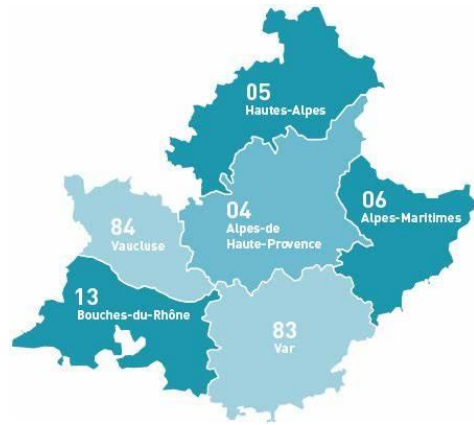 05
Hautes-Alpes
06
Alpes-Maritimes
04
Alpes-de
Haute-Provence
84
Vaucluse
13
Bouches-du-Rhône
83
Var